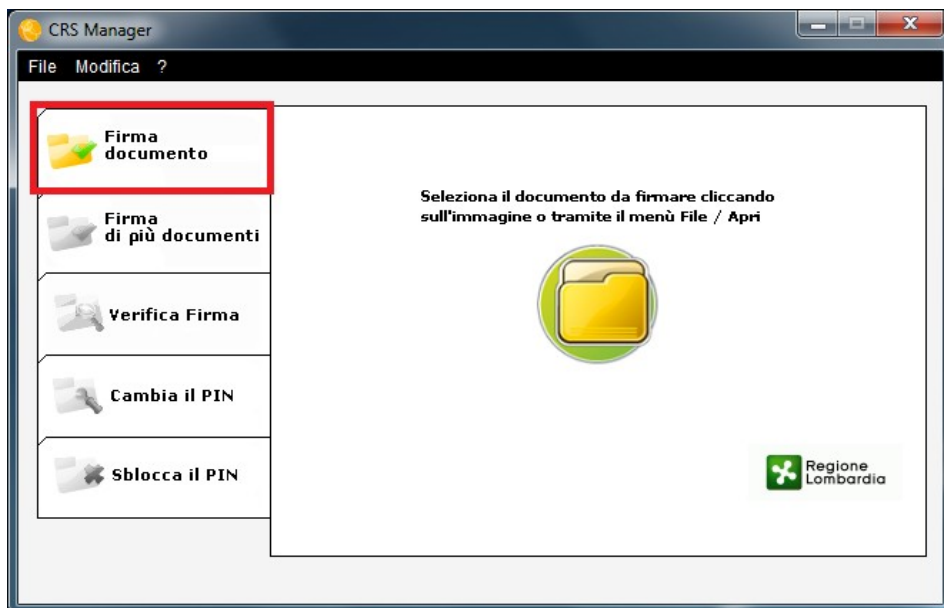 CRS Manager
File Modifica ?
Firma
documento
Firma
di più documenti
Verifica Firma
Cambia il PIN
Sblocca il PIN
Seleziona il documento da firmare cliccando
sull'immagine o tramite il menù File / Apri
Regione
Lombardia